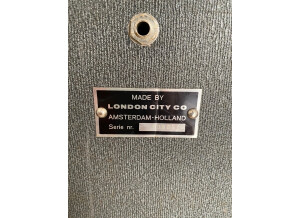 MADE BY
LONDON CITY CO
AMSTERDAM-HOLLAND
Serie nr.